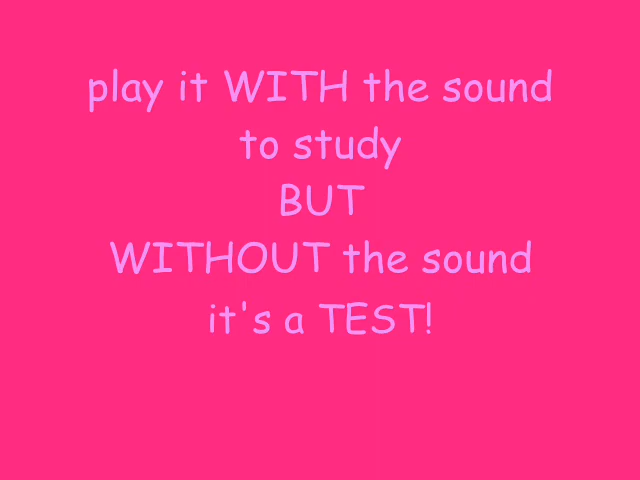 play it WITH the sound
to study
BUT
WITHOUT the sound
it's a TEST!